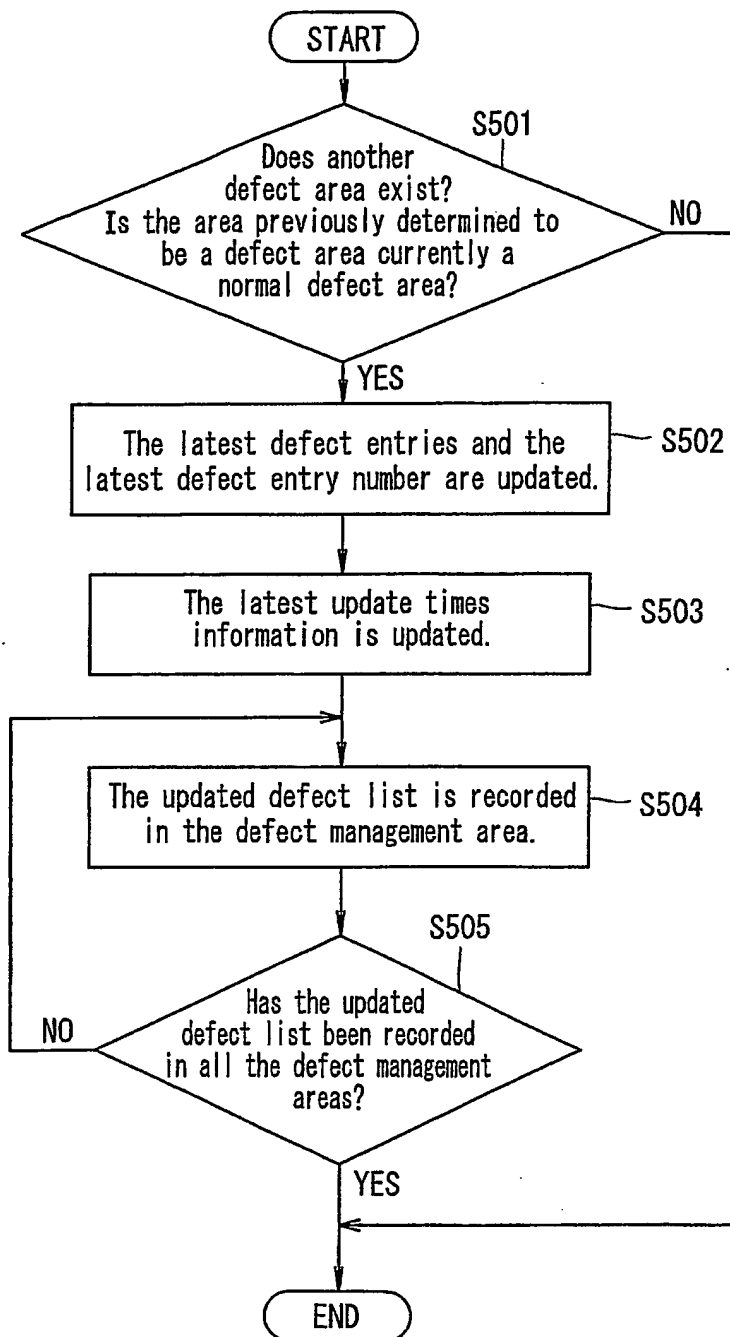 START
S501
Does another
defect area exist?
Is the area previously determined to
be a defect area currently a
normal defect area?
NO
YES
The latest defect entries and the
latest defect entry number are updated.
S502
The latest update times
information is updated.
S503
The updated defect list is recorded
in the defect management area.
S504
S505
Has the updated
defect list been recorded
in all the defect management
areas?
NO
YES
END